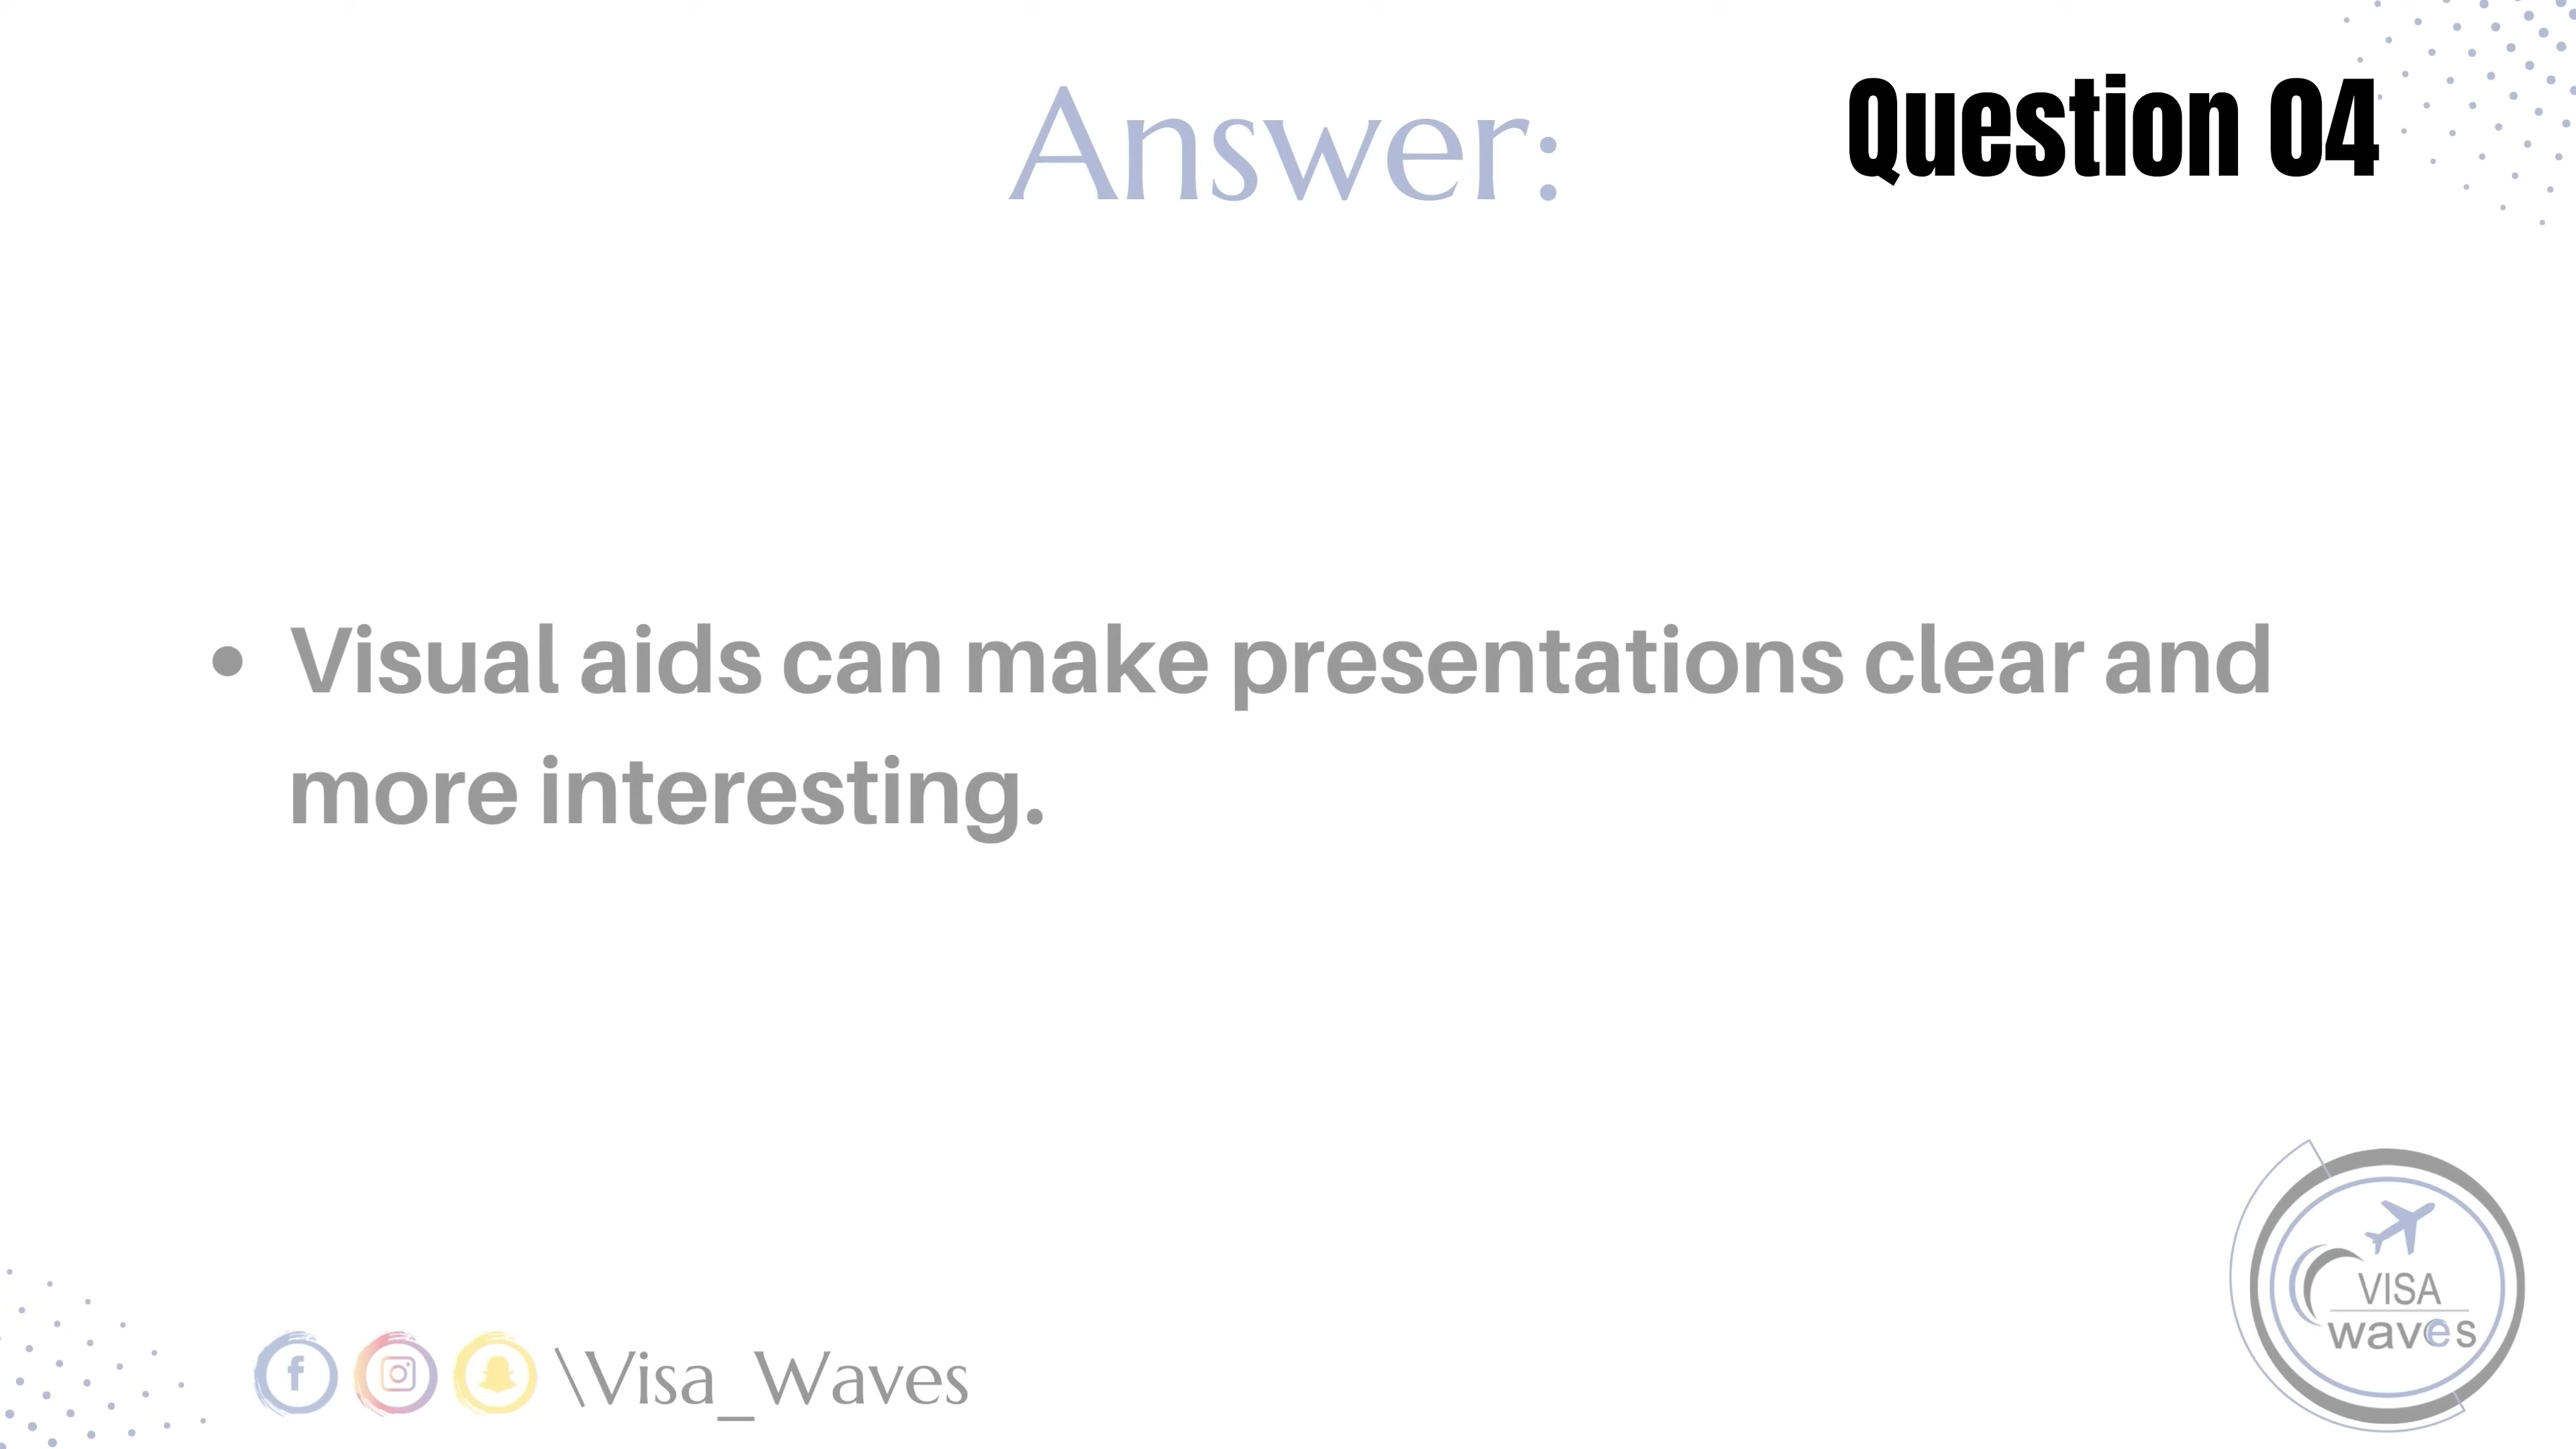 Answer:
Question 04
• Visual aids can make presentations clear and
more interesting.
\Visa_Waves
VISA
waves